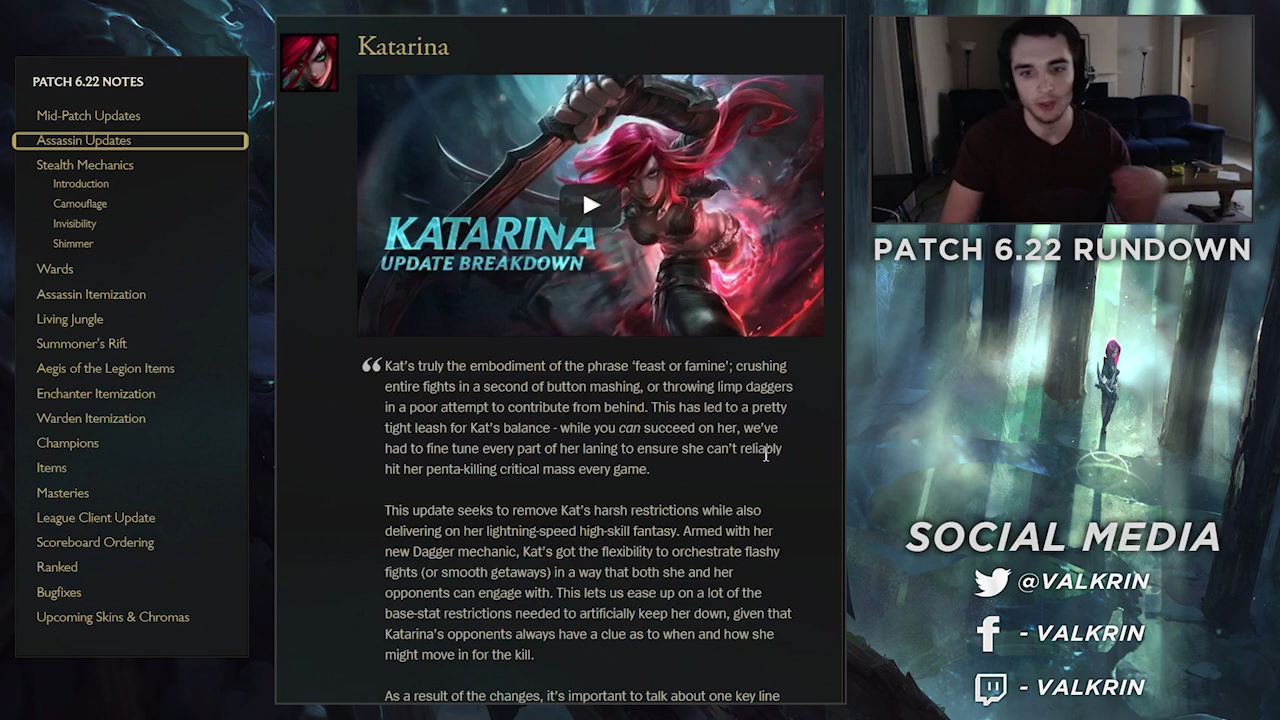 PATCH 6.22 NOTES
Mid-Patch Updates
Assassin Updates
Stealth Mechanics
Introduction
Camouflage
Invisibility
Shimmer
Wards
Assassin Itemization
Living Jungle
Summoner's Rift
Aegis of the Legion Items
Enchanter Itemization
Warden Itemization
Champions
Items
Masteries
League Client Update
Scoreboard Ordering
Ranked
Bugfixes
Upcoming Skins & Chromas
Katarina
KATARINA
UPDATE BREAKDOWN
“ Kat's truly the embodiment of the phrase ‘feast or famine’; crushing
entire fights in a second of button mashing, or throwing limp daggers
in a poor attempt to contribute from behind. This has led to a pretty
tight leash for Kat's balance - while you can succeed on her, we've
had to fine tune every part of her laning to ensure she can't reliably
hit her penta-killing critical mass every game.
This update seeks to remove Kat's harsh restrictions while also
delivering on her lightning-speed high-skill fantasy. Armed with her
new Dagger mechanic, Kat's got the flexibility to orchestrate flashy
fights (or smooth getaways) in a way that both she and her
opponents can engage with. This lets us ease up on a lot of the
base-stat restrictions needed to artificially keep her down, given that
Katarina's opponents always have a clue as to when and how she
might move in for the kill.
As a result of the changes, it's important to talk about one key line
PATCH 6.22 RUNDOWN
SOCIAL MEDIA
@VALKRIN
- VALKRIN
- VALKRIN